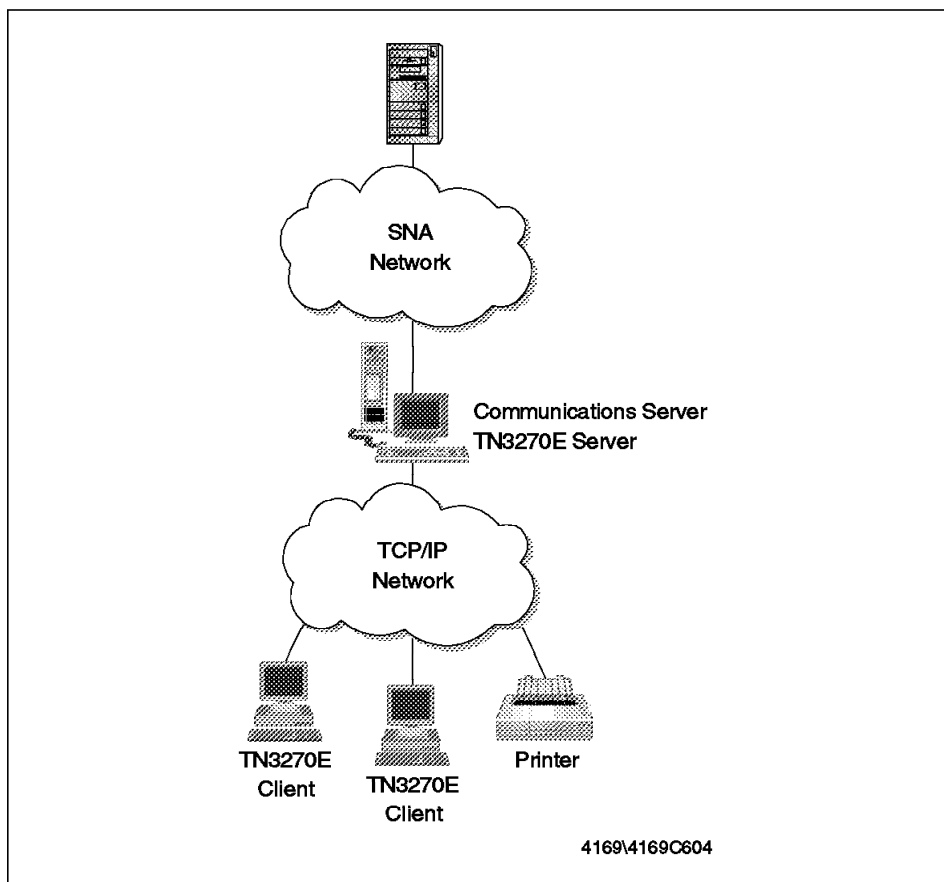 SNA
Network
Communications Server
TN3270E Server
TCP/IP
Network
TN3270E
Client
TN3270E
Client
Printer
4169\4169C604